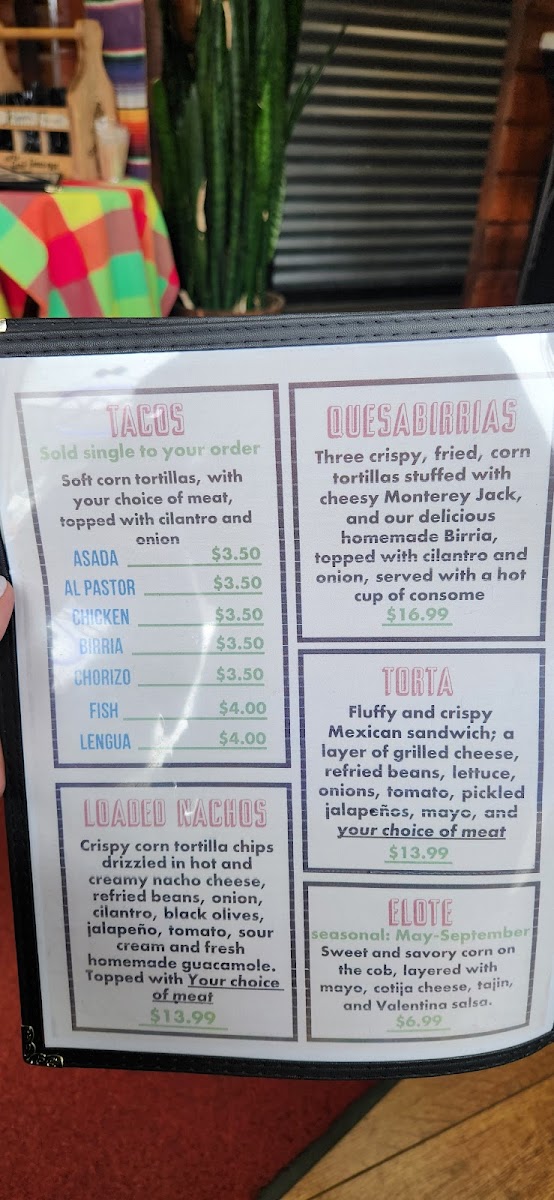 TACOS
Sold single to your order
Soft corn tortillas, with
your choice of meat,
topped with cilantro and
onion
ASADA $3.50
AL PASTOR $3.50
CHICKEN $3.50
BIRRIA $3.50
CHORIZO $3.50
FISH $4.00
LENGUA $4.00
LOADED NACHOS
Crispy corn tortilla chips
drizzled in hot and
creamy nacho cheese,
refried beans, onion,
cilantro, black olives,
jalapeño, tomato, sour
cream and fresh
homemade guacamole.
Topped with Your choice
of meat
$13.99
QUESABIRRIAS
Three crispy, fried, corn
tortillas stuffed with
cheesy Monterey Jack,
and our delicious
homemade Birria,
topped with cilantro and
onion, served with a hot
cup of consome
$16.99
TORTA
Fluffy and crispy
Mexican sandwich; a
layer of grilled cheese,
refried beans, lettuce,
onions, tomato, pickled
jalapeños, mayo, and
your choice of meat
$13.99
ELOTE
seasonal: May-September
Sweet and savory corn on
the cob, layered with
mayo, cotija cheese, tajin,
and Valentina salsa.
$6.99